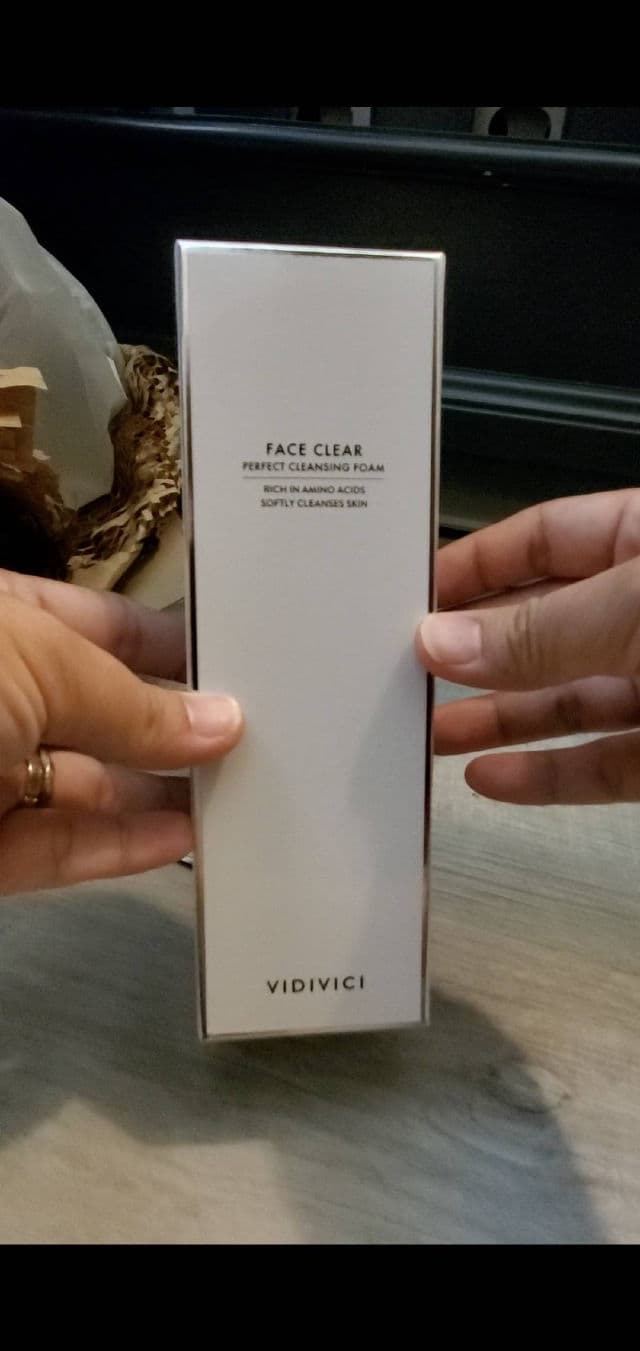 FACE CLEAR
PERFECT CLEANSING FOAM
RICH IN AMINO ACIDS
SOFTLY CLEANSES SKIN
VIDIVICI